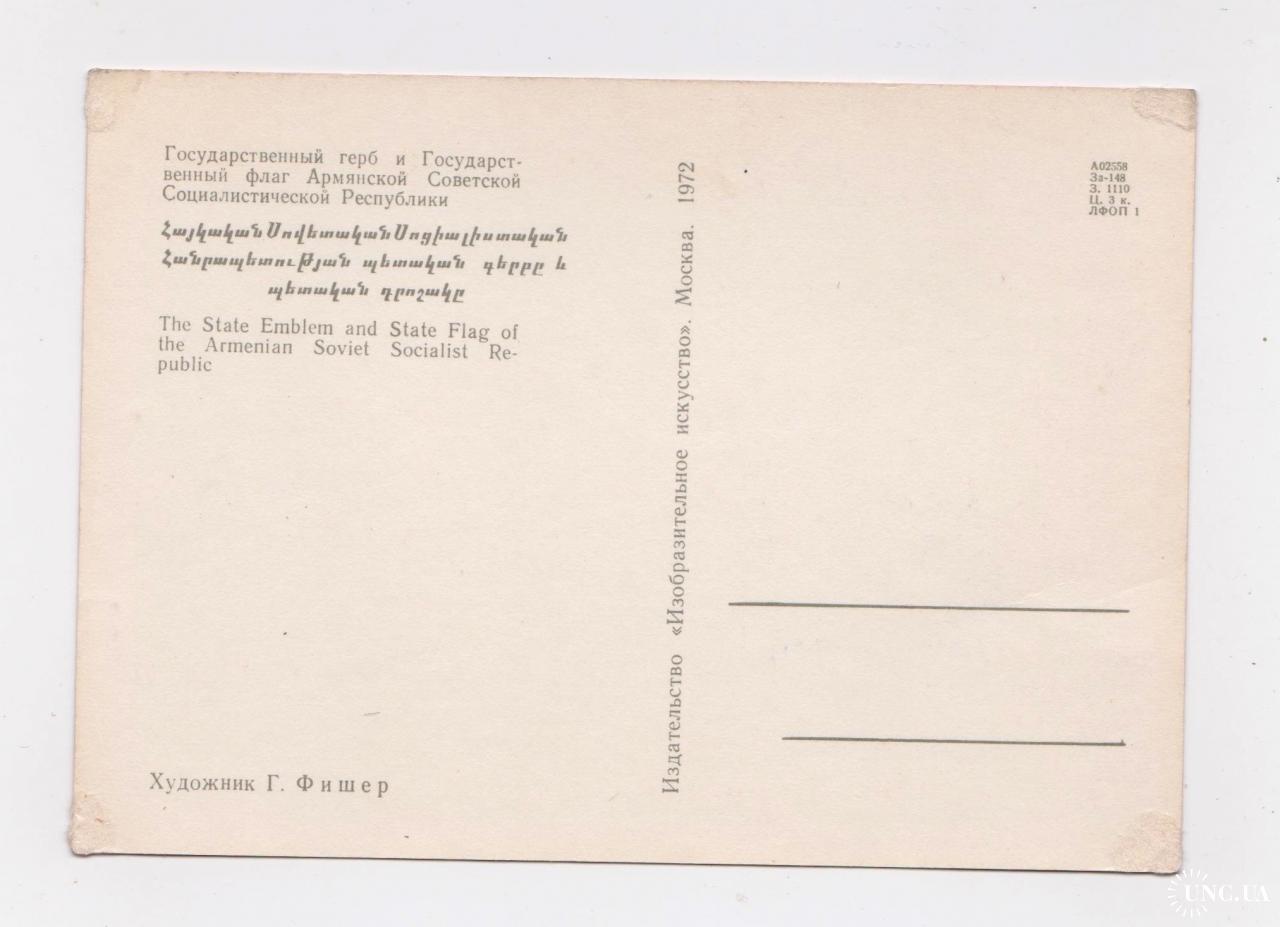 Государственный герб и Государст-
венный флаг Армянской Советской
Социалистической Республики
Հայկական Սովետական Սոցիալիստական
Հանրապետության պետական գերբը և
պետական դրոշակը
The State Emblem and State Flag of
the Armenian Soviet Socialist Re-
public
Художник Г. Фишер
Издательство «Изобразительное искусство». Москва. 1972
А02558
За-148
З. 1110
Ц. 3 к.
ЛФОП 1
UNC.UA